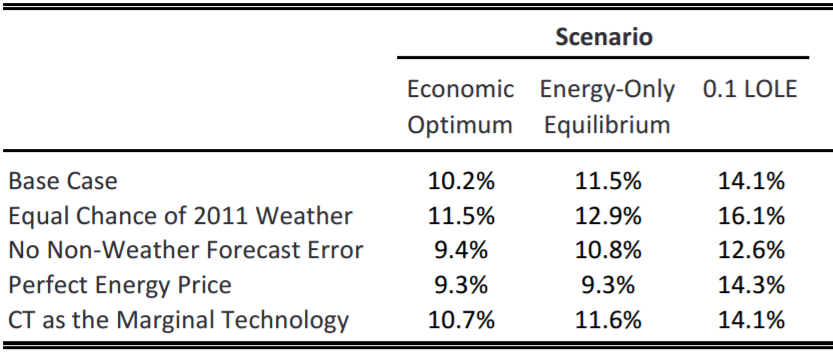 Scenario
Economic Energy-Only 0.1 LOLE
Optimum Equilibrium
Base Case 10.2% 11.5% 14.1%
Equal Chance of 2011 Weather 11.5% 12.9% 16.1%
No Non-Weather Forecast Error 9.4% 10.8% 12.6%
Perfect Energy Price 9.3% 9.3% 14.3%
CT as the Marginal Technology 10.7% 11.6% 14.1%